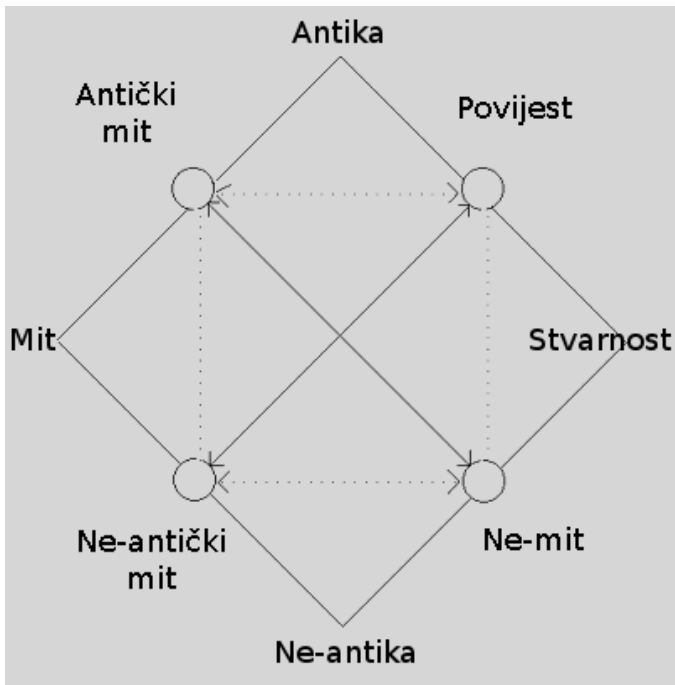 Antika
Antički
mit
Povijest
Mit
Stvarnost
Ne-antički
mit
Ne-mit
Ne-antika